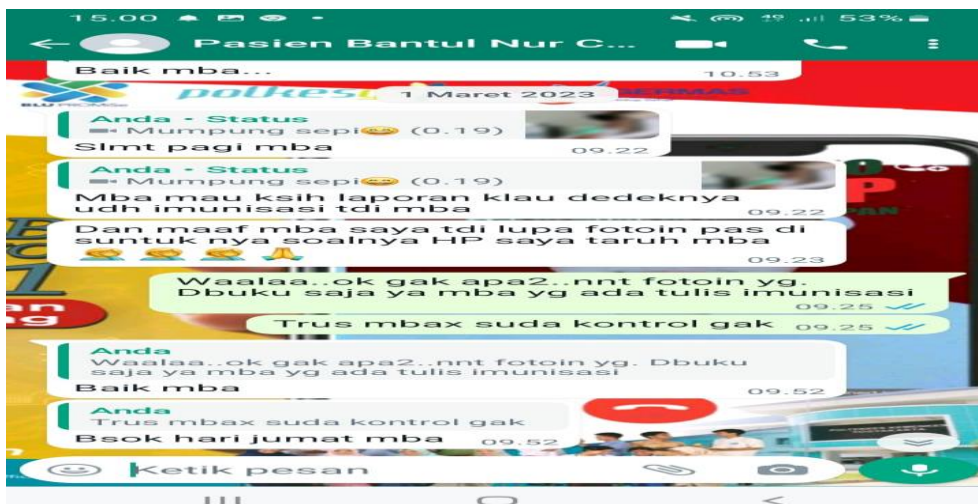 15.00 4G 53%
Pasien Bantul Nur C...
Baik mba...
10.53
polkes
GERMAS
BLU
1 Maret 2023
Anda • Status
Mumpung sepi😄 (0.19)
Slmt pagi mba
09.22
Anda • Status
Mumpung sepi😄 (0.19)
Mba mau ksih laporan klau dedeknya
udh imunisasi tdi mba
09.22
Dan maaf mba saya tdi lupa fotoin pas di
suntuk nya soalnya HP saya taruh mba
🤦 🤦 🤦 🙏
09.23
Waalaa..ok gak apa2..nnt fotoin yg.
Dbuku saja ya mba yg ada tulis imunisasi
09.25
Trus mbax suda kontrol gak 09.25
Anda
Waalaa..ok gak apa2..nnt fotoin yg. Dbuku
saja ya mba yg ada tulis imunisasi
Baik mba
09.52
Anda
Trus mbax suda kontrol gak
Bsok hari jumat mba 09.52
Ketik pesan